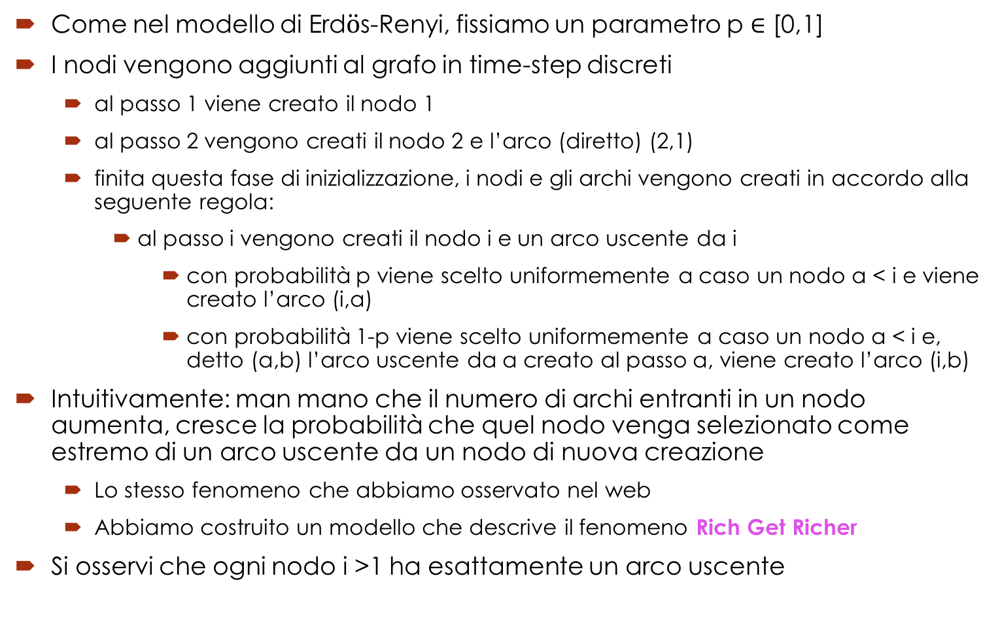 Come nel modello di Erdös-Renyi, fissiamo un parametro p ∈ [0,1]
I nodi vengono aggiunti al grafo in time-step discreti
al passo 1 viene creato il nodo 1
al passo 2 vengono creati il nodo 2 e l’arco (diretto) (2,1)
finita questa fase di inizializzazione, i nodi e gli archi vengono creati in accordo alla
seguente regola:
al passo i vengono creati il nodo i e un arco uscente da i
con probabilità p viene scelto uniformemente a caso un nodo a < i e viene
creato l’arco (i,a)
con probabilità 1-p viene scelto uniformemente a caso un nodo a < i e,
detto (a,b) l’arco uscente da a creato al passo a, viene creato l’arco (i,b)
Intuitivamente: man mano che il numero di archi entranti in un nodo
aumenta, cresce la probabilità che quel nodo venga selezionato come
estremo di un arco uscente da un nodo di nuova creazione
Lo stesso fenomeno che abbiamo osservato nel web
Abbiamo costruito un modello che descrive il fenomeno Rich Get Richer
Si osservi che ogni nodo i >1 ha esattamente un arco uscente